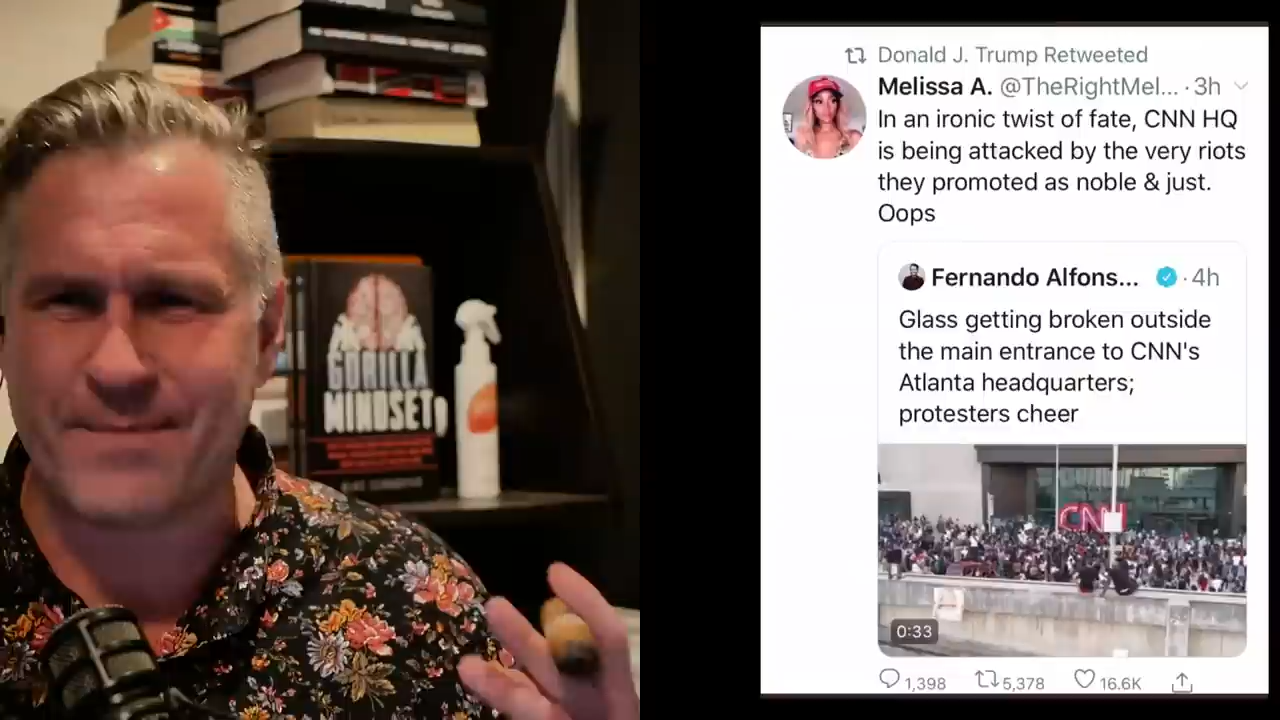 GORILLA
MINDSET
Donald J. Trump Retweeted
Melissa A. @TheRightMel... · 3h
In an ironic twist of fate, CNN HQ
is being attacked by the very riots
they promoted as noble & just.
Oops
Fernando Alfons... · 4h
Glass getting broken outside
the main entrance to CNN's
Atlanta headquarters;
protesters cheer
CNN
0:33
1,398 5,378 16.6K